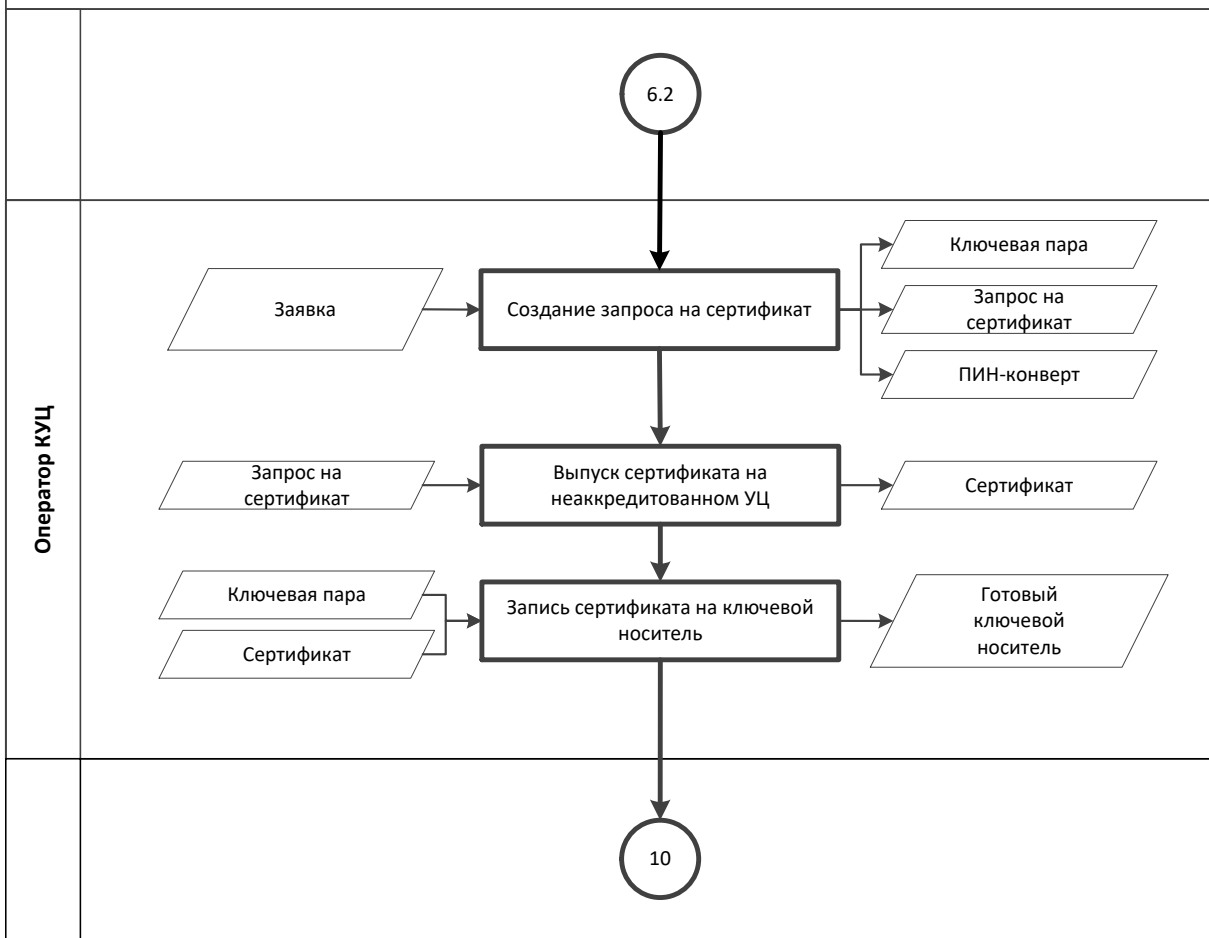 6.2
Оператор КУЦ
Заявка
Создание запроса на сертификат
Ключевая пара
Запрос на
сертификат
ПИН-конверт
Запрос на
сертификат
Выпуск сертификата на
неаккредитованном УЦ
Сертификат
Ключевая пара
Сертификат
Запись сертификата на ключевой
носитель
Готовый
ключевой
носитель
10